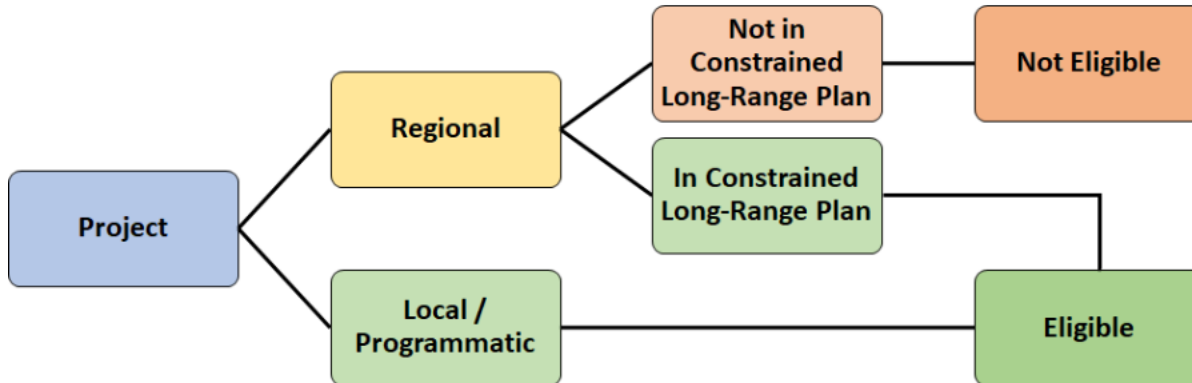 Not in
Constrained
Long-Range Plan
Not Eligible
Regional
In Constrained
Long-Range Plan
Project
Local /
Programmatic
Eligible